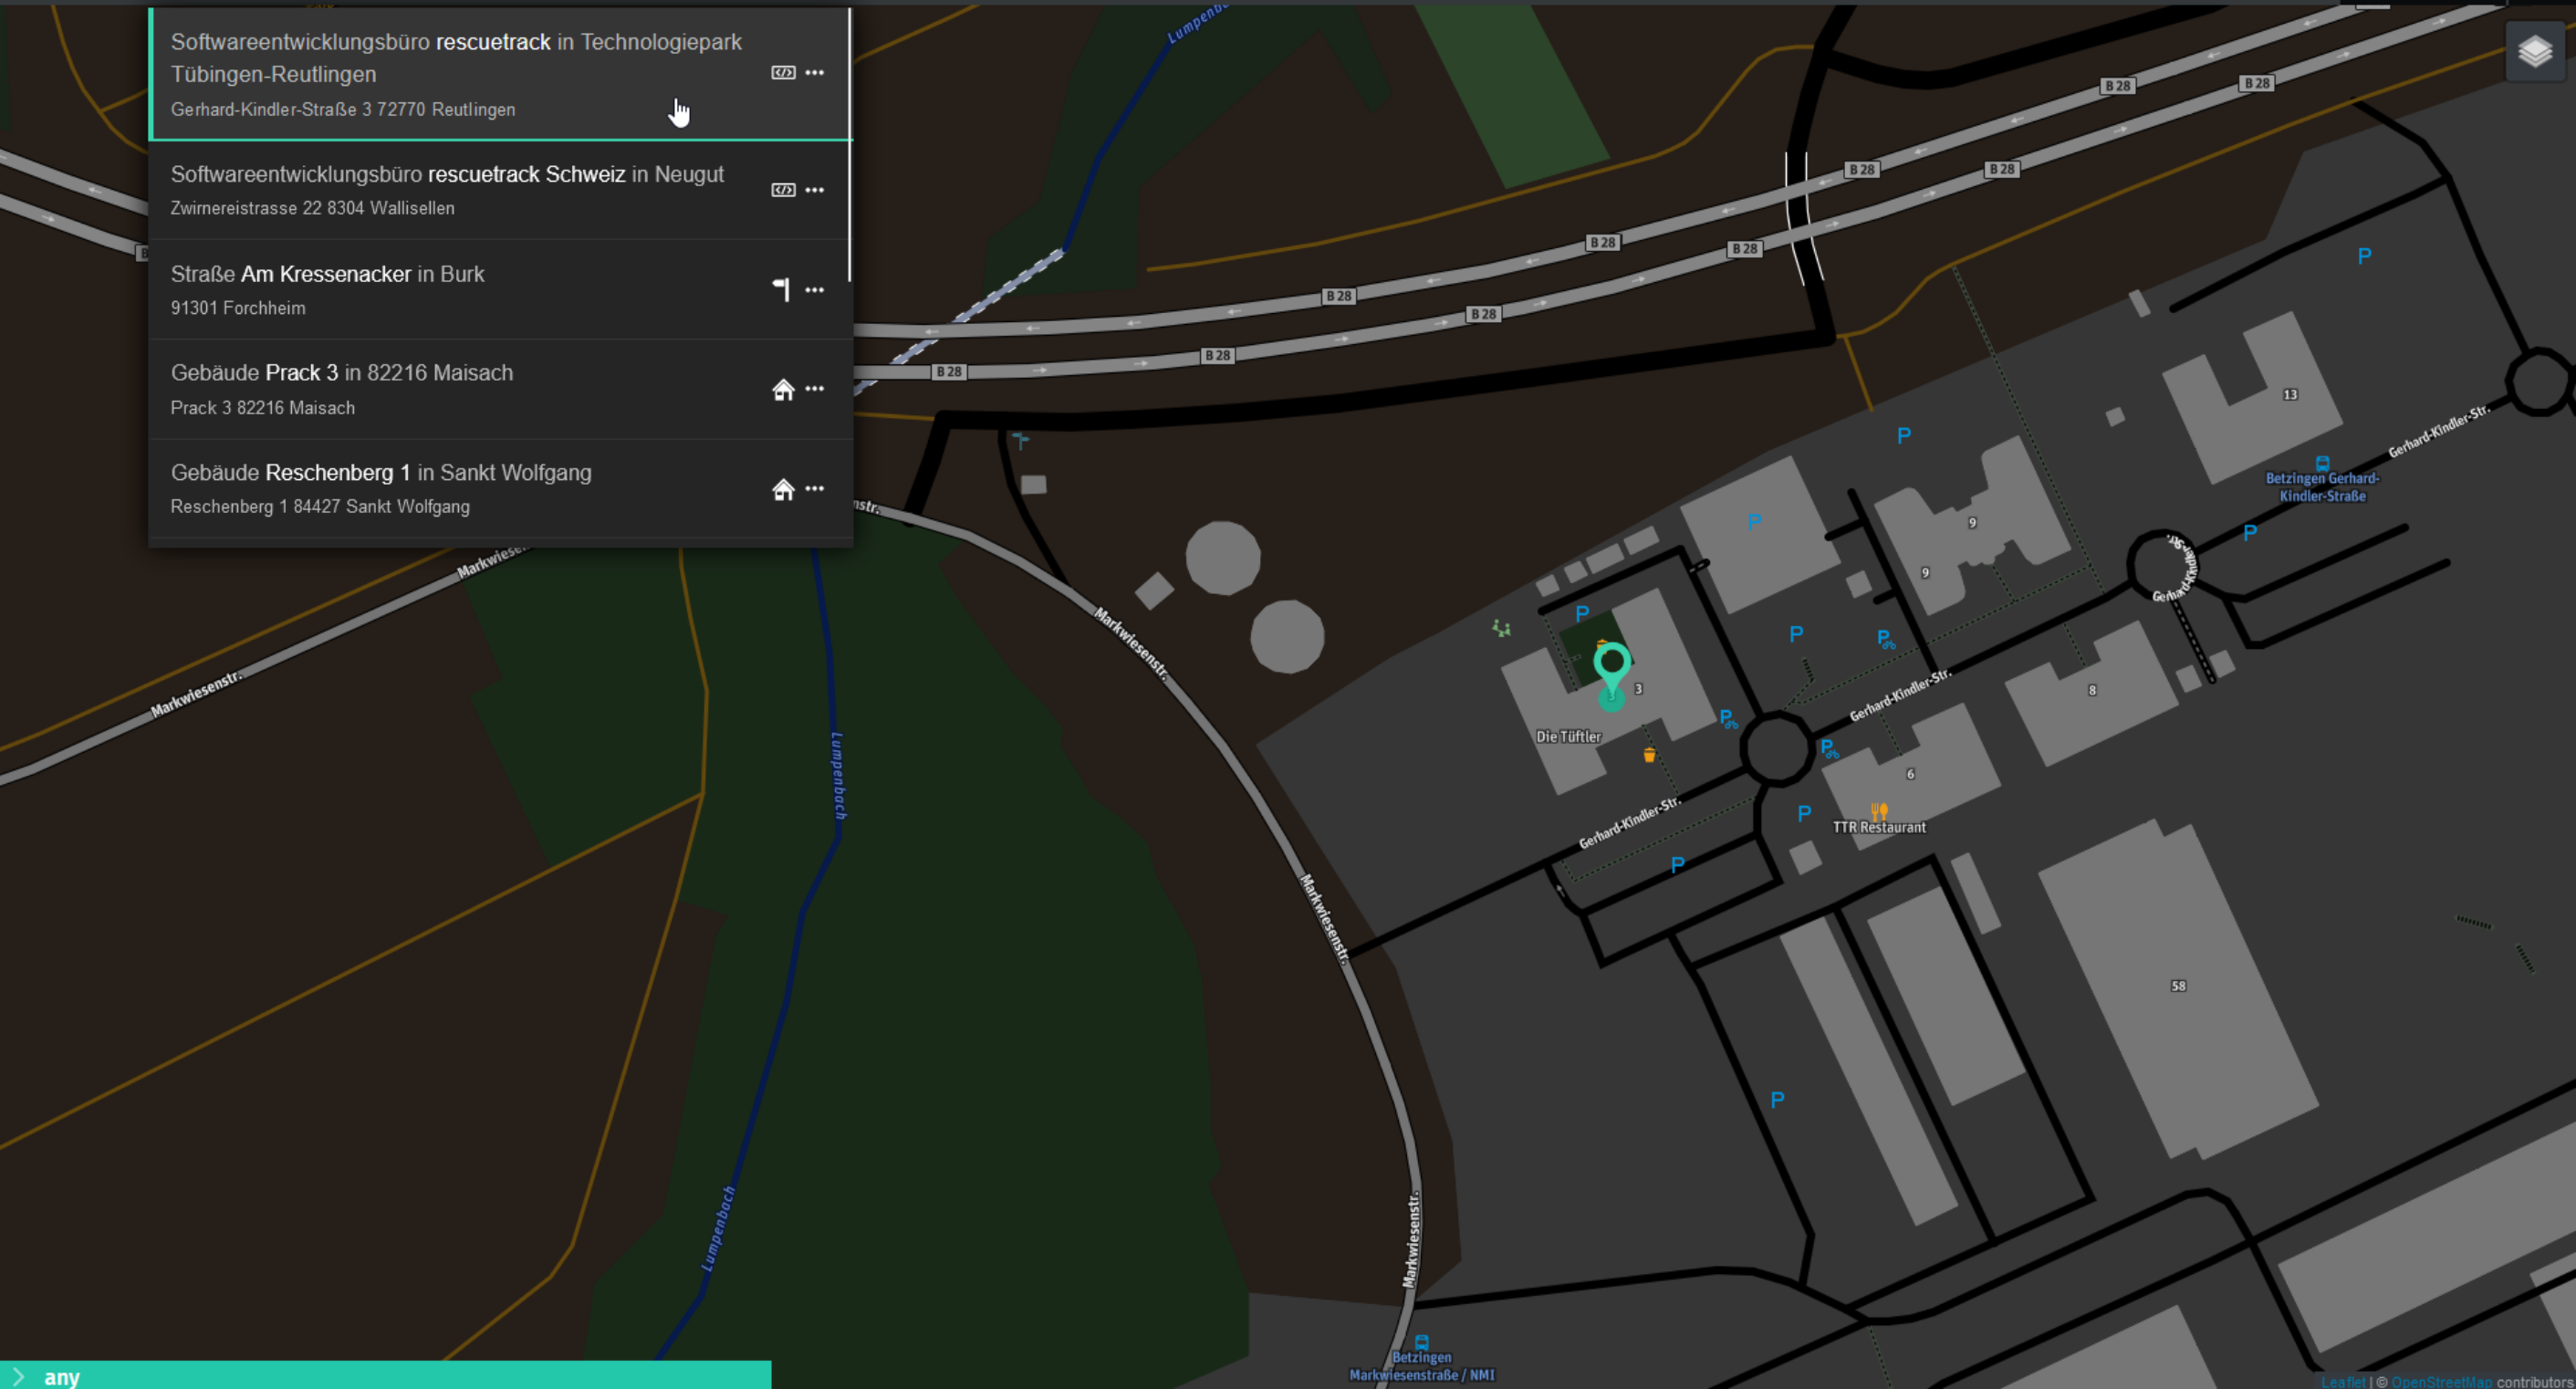 Softwareentwicklungsbüro rescuetrack in Technologiepark
Tübingen-Reutlingen
Gerhard-Kindler-Straße 3 72770 Reutlingen
Softwareentwicklungsbüro rescuetrack Schweiz in Neugut
Zwirnereistrasse 22 8304 Wallisellen
Straße Am Kressenacker in Burk
91301 Forchheim
Gebäude Prack 3 in 82216 Maisach
Prack 3 82216 Maisach
Gebäude Reschenberg 1 in Sankt Wolfgang
Reschenberg 1 84427 Sankt Wolfgang
B 28
B 28
B 28
B 28
B 28
B 28
B 28
B 28
B 28
B 28
P
13
Gerhard-Kindler-Str.
P
Betzingen Gerhard-
Kindler-Straße
P
9
P
9
Gerhard-Kindler-Str.
P
P
P
3
Gerhard-Kindler-Str.
8
P
Die Tüftler
P
6
P
TTR Restaurant
Gerhard-Kindler-Str.
P
58
P
Markwiesenstr.
Markwiesenstr.
Markwiesenstr.
Markwiesenstr.
Lumpenbach
Lumpenbach
Betzingen
Markwiesenstraße / NMI
any
Leaflet | © OpenStreetMap contributors